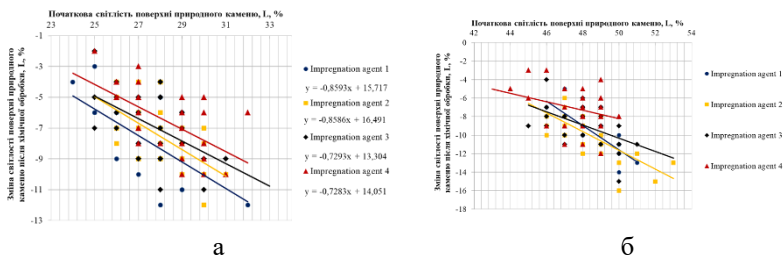 Початкова світлість поверхні природного каменю, L, %
23 25 27 29 31 33
-1
-3
-5
-7
-9
-11
-13
Зміна світлості поверхні природного
каменю після хімічної обробки, L, %
Impregnation agent 1
y = -0,8593x + 15,717
Impregnation agent 2
y = -0,8586x + 16,491
Impregnation agent 3
y = -0,7293x + 13,304
Impregnation agent 4
y = -0,7283x + 14,051
а
Початкова світлість поверхні природного каменю, L, %
42 44 46 48 50 52 54
0
-2
-4
-6
-8
-10
-12
-14
-16
-18
Зміна світлості поверхні природного
каменю після хімічної обробки, L, %
Impregnation agent 1
Impregnation agent 2
Impregnation agent 3
Impregnation agent 4
б